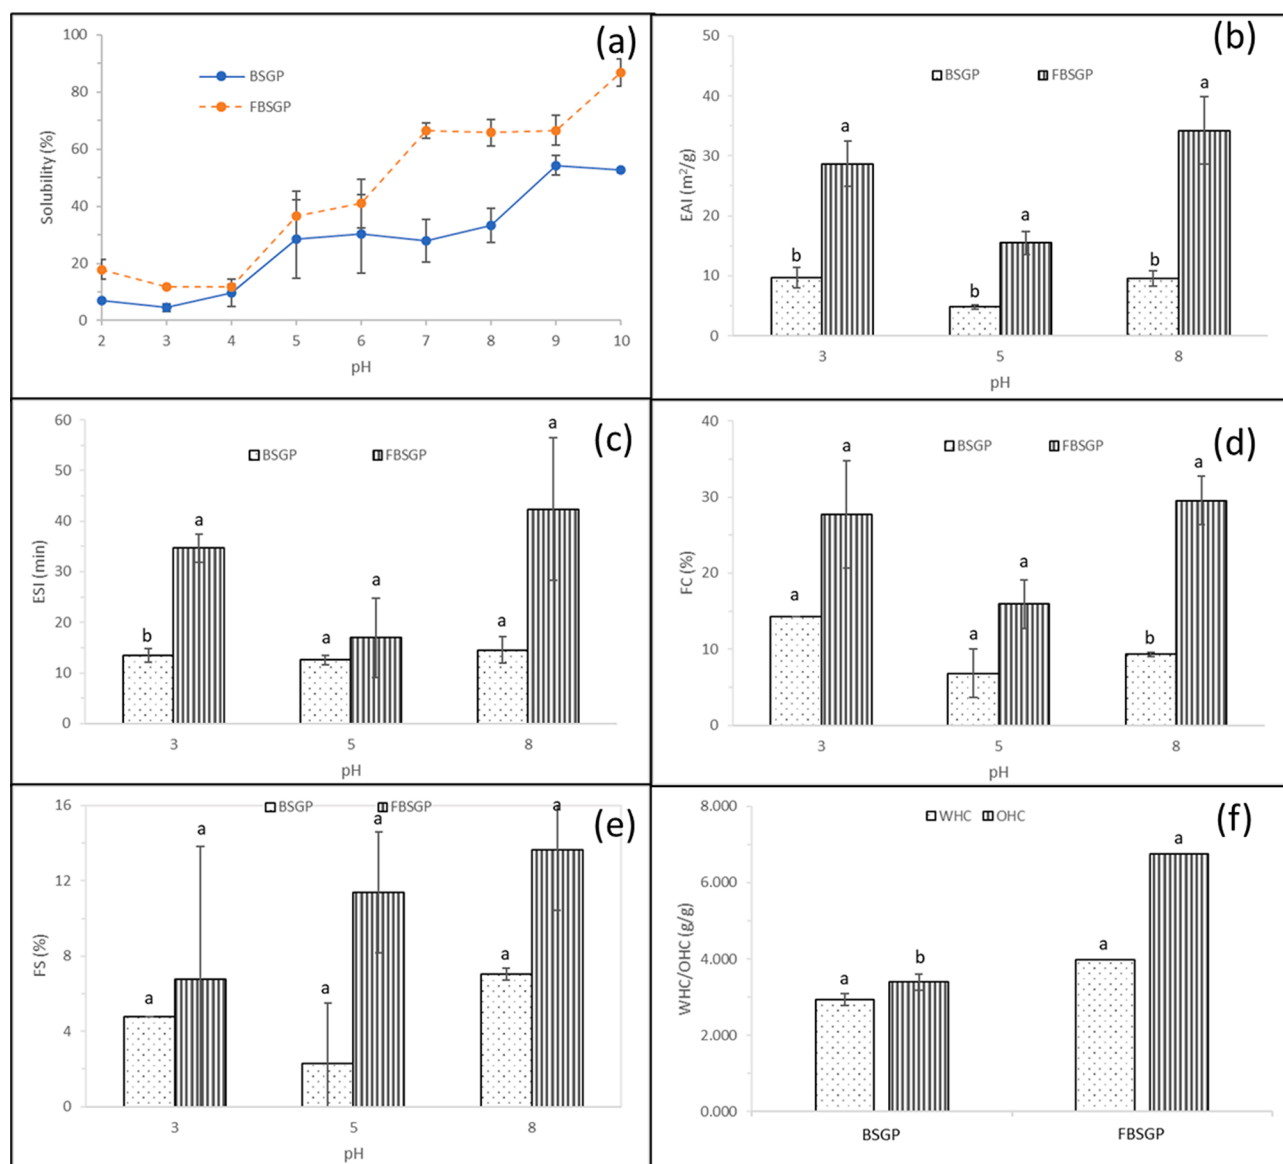 (a)
BSGP
FBSGP
100
80
60
40
20
0
Solubility (%)
2 3 4 5 6 7 8 9 10
pH
(b)
BSGP FBSGP
50
40
30
20
10
0
EAI (m²/g)
b a b a b a
3 5 8
pH
(c)
BSGP FBSGP
60
50
40
30
20
10
0
ESI (min)
b a a a a a
3 5 8
pH
(d)
BSGP FBSGP
40
30
20
10
0
FC (%)
a a a a b a
3 5 8
pH
(e)
BSGP FBSGP
16
12
8
4
0
FS (%)
a a a a a a
3 5 8
pH
(f)
WHC OHC
8.000
6.000
4.000
2.000
0.000
WHC/OHC (g/g)
a b a a
BSGP FBSGP